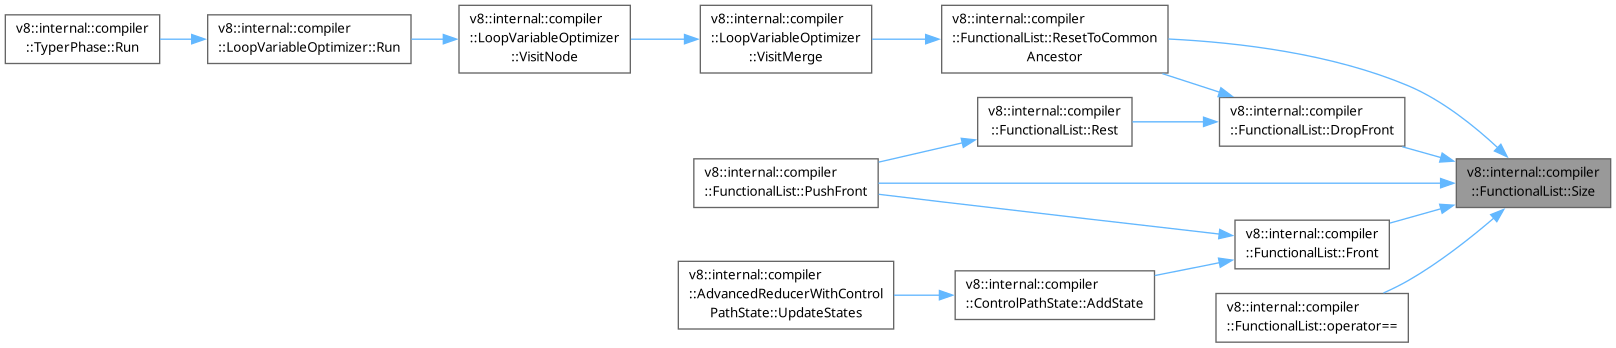 v8::internal::compiler
::TyperPhase::Run
v8::internal::compiler
::LoopVariableOptimizer::Run
v8::internal::compiler
::LoopVariableOptimizer
::VisitNode
v8::internal::compiler
::LoopVariableOptimizer
::VisitMerge
v8::internal::compiler
::FunctionalList::ResetToCommon
Ancestor
v8::internal::compiler
::FunctionalList::Rest
v8::internal::compiler
::FunctionalList::DropFront
v8::internal::compiler
::FunctionalList::PushFront
v8::internal::compiler
::FunctionalList::Size
v8::internal::compiler
::FunctionalList::Front
v8::internal::compiler
::AdvancedReducerWithControl
PathState::UpdateStates
v8::internal::compiler
::ControlPathState::AddState
v8::internal::compiler
::FunctionalList::operator==